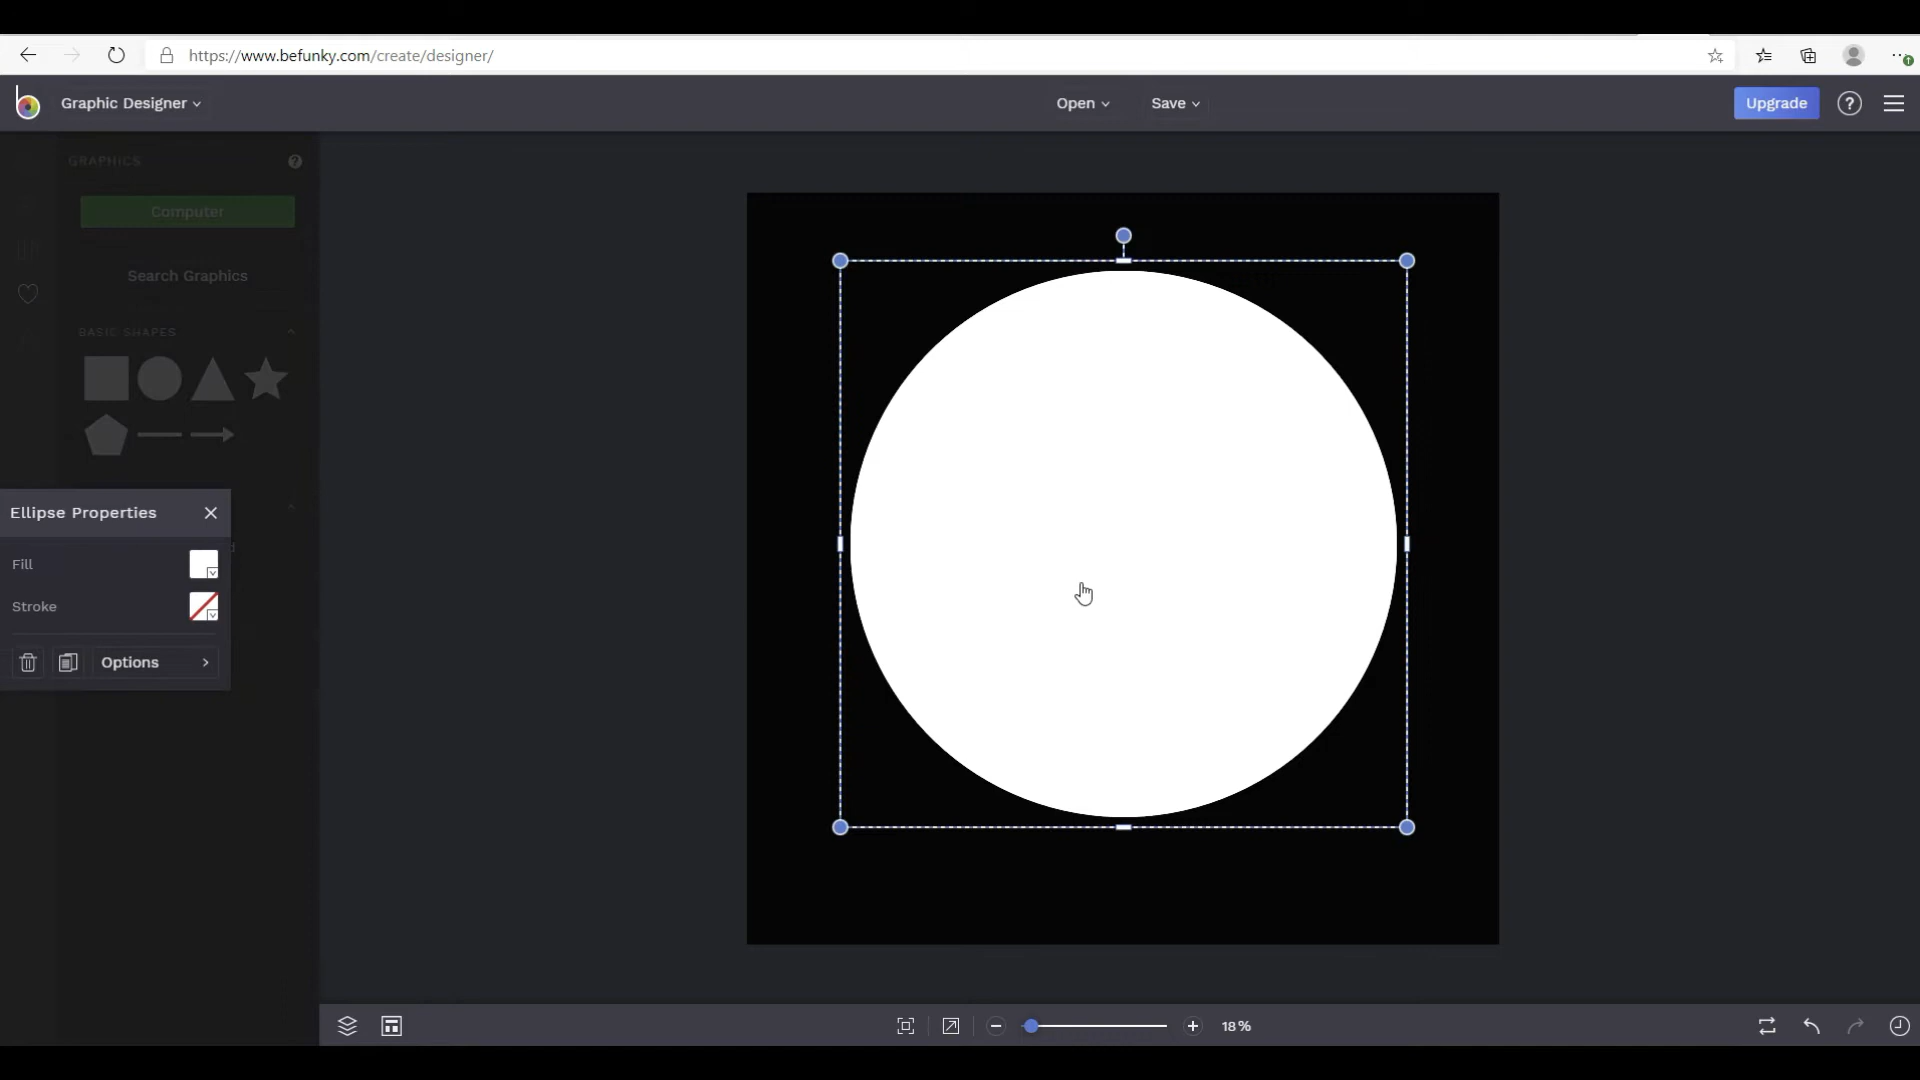 https://www.befunky.com/create/designer/
Graphic Designer
Open
Save
Upgrade
?
GRAPHICS
?
Computer
Search Graphics
BASIC SHAPES
Ellipse Properties
Fill
Stroke
Options
18%